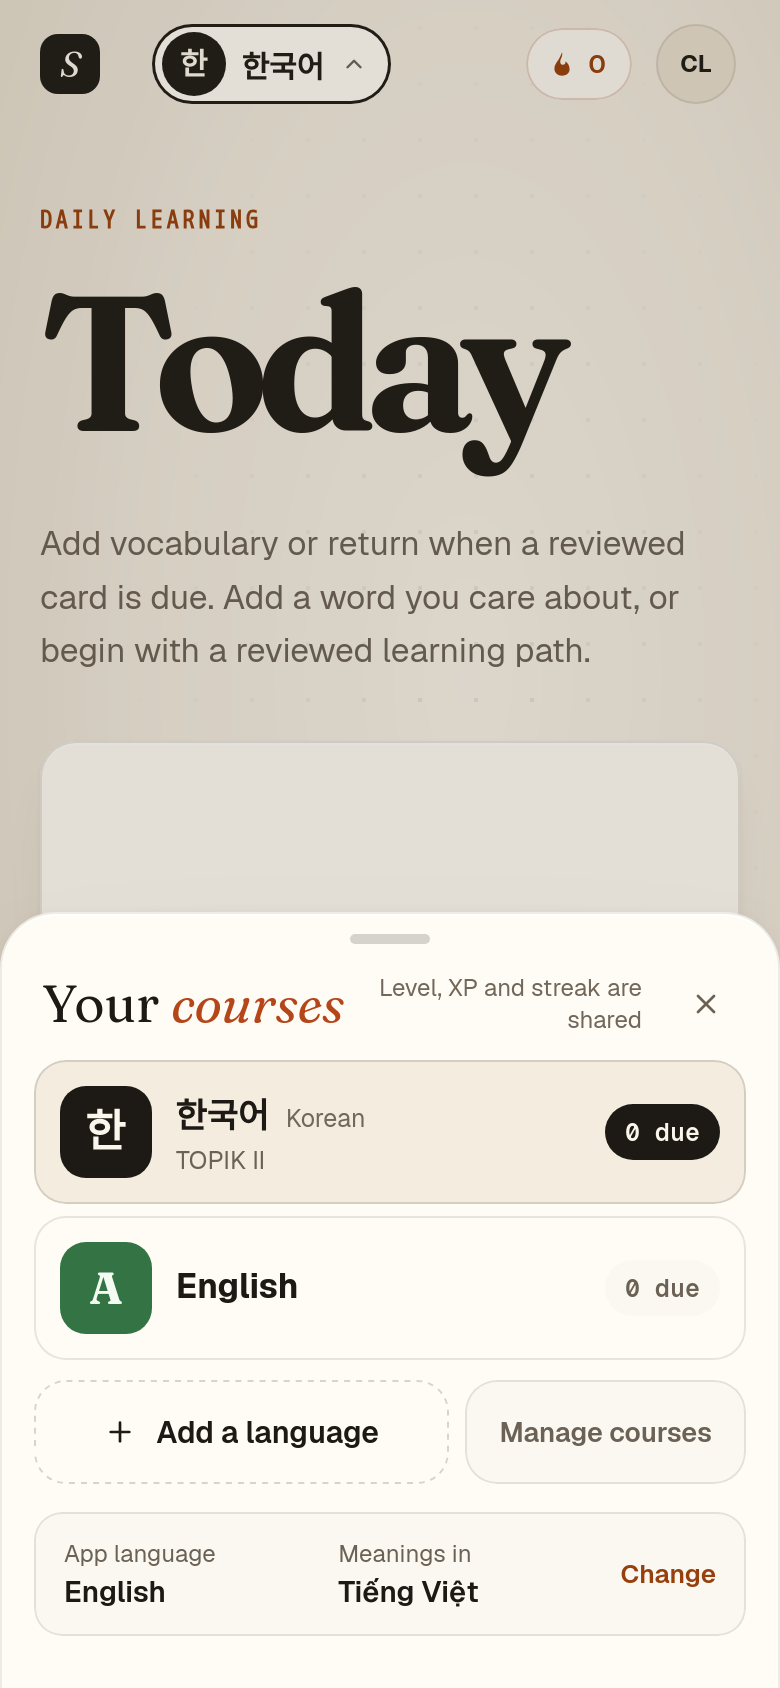 S
한 한국어
0
CL
DAILY LEARNING
Today
Add vocabulary or return when a reviewed
card is due. Add a word you care about, or
begin with a reviewed learning path.
Your courses
Level, XP and streak are
shared
한
한국어 Korean
TOPIK II
0 due
A
English
0 due
Add a language
Manage courses
App language
English
Meanings in
Tiếng Việt
Change